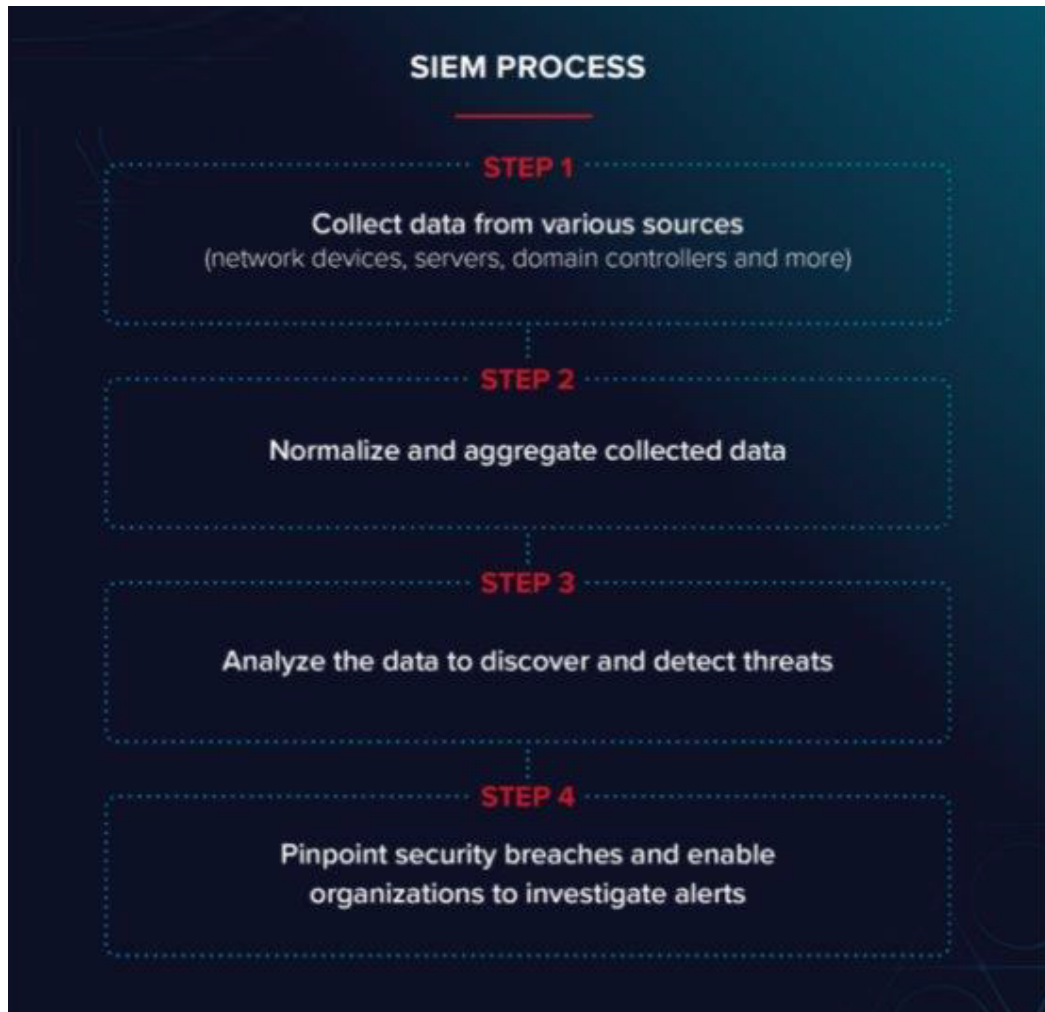 SIEM PROCESS
STEP 1
Collect data from various sources
(network devices, servers, domain controllers and more)
STEP 2
Normalize and aggregate collected data
STEP 3
Analyze the data to discover and detect threats
STEP 4
Pinpoint security breaches and enable
organizations to investigate alerts